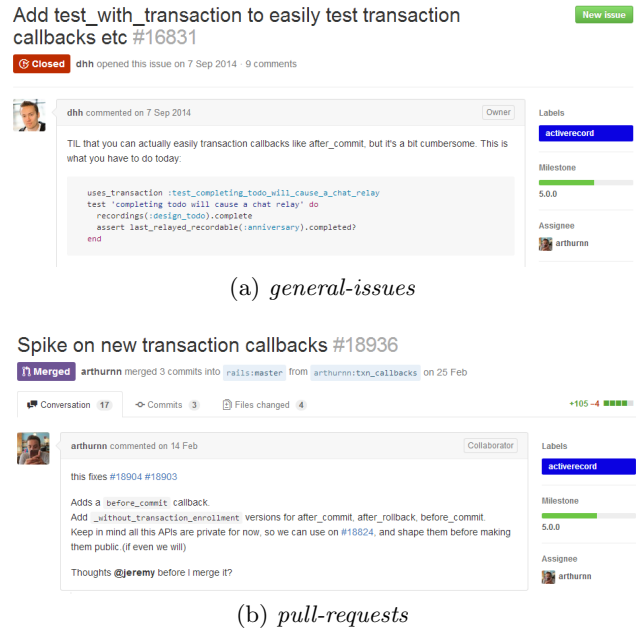 Add test_with_transaction to easily test transaction
callbacks etc #16831
New issue
Closed dhh opened this issue on 7 Sep 2014 · 9 comments
dhh commented on 7 Sep 2014
Owner
TIL that you can actually easily transaction callbacks like after_commit, but it's a bit cumbersome. This is
what you have to do today:
uses_transaction :test_completing_todo_will_cause_a_chat_relay
test 'completing todo will cause a chat relay' do
recordings(:design_todo).complete
assert last_relayed_recordable(:anniversary).completed?
end
Labels
activerecord
Milestone
5.0.0
Assignee
arthurnn
(a) general-issues
Spike on new transaction callbacks #18936
Merged arthurnn merged 3 commits into rails:master from arthurnn:txn_callbacks on 25 Feb
Conversation 17 Commits 3 Files changed 4
+105 −4
arthurnn commented on 14 Feb
Collaborator
this fixes #18904 #18903
Adds a before_commit callback.
Add _without_transaction_enrollment versions for after_commit, after_rollback, before_commit.
Keep in mind all this APIs are private for now, so we can use on #18824, and shape them before making
them public.(if even we will)
Thoughts @jeremy before I merge it?
Labels
activerecord
Milestone
5.0.0
Assignee
arthurnn
(b) pull-requests